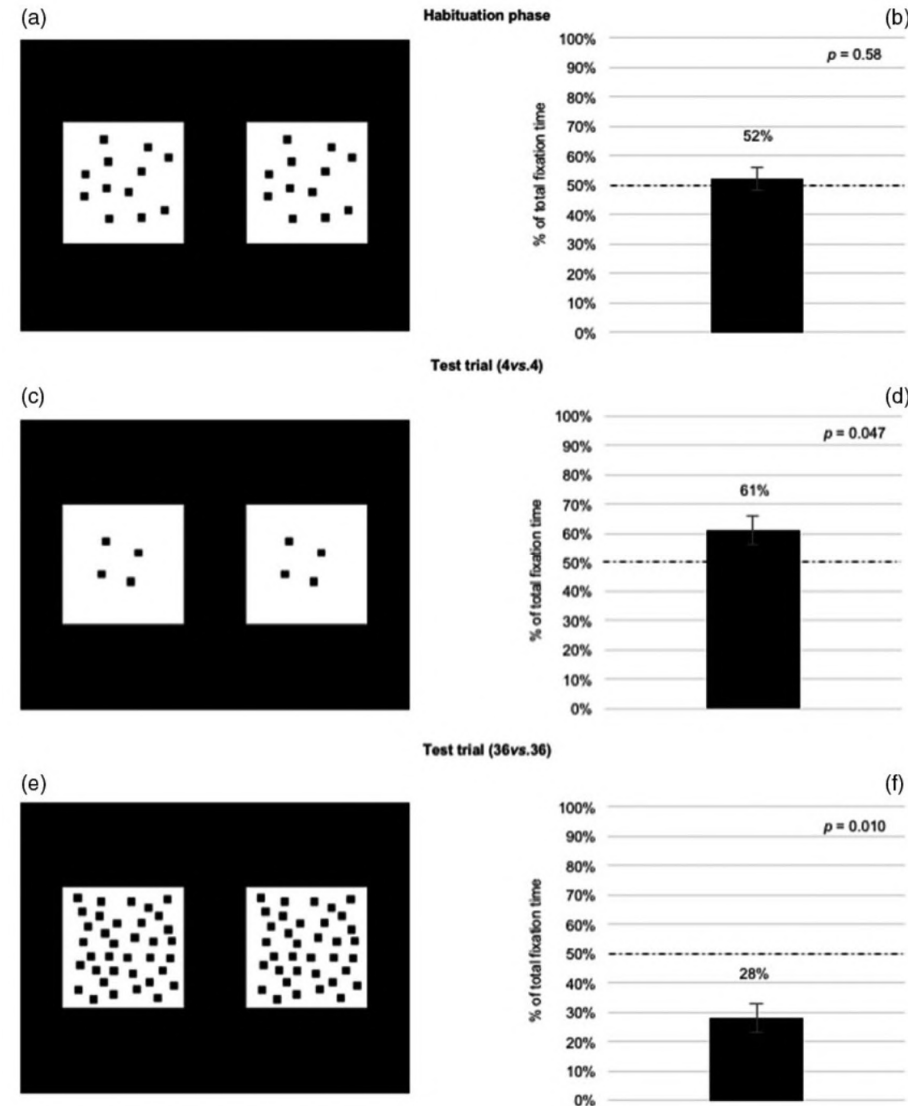 Habituation phase
(a)
(b)
100%
90%
80%
70%
60%
50%
40%
30%
20%
10%
0%
% of total fixation time
p = 0.58
52%
Test trial (4vs.4)
(c)
(d)
100%
90%
80%
70%
60%
50%
40%
30%
20%
10%
0%
% of total fixation time
p = 0.047
61%
Test trial (36vs.36)
(e)
(f)
100%
90%
80%
70%
60%
50%
40%
30%
20%
10%
0%
% of total fixation time
p = 0.010
28%